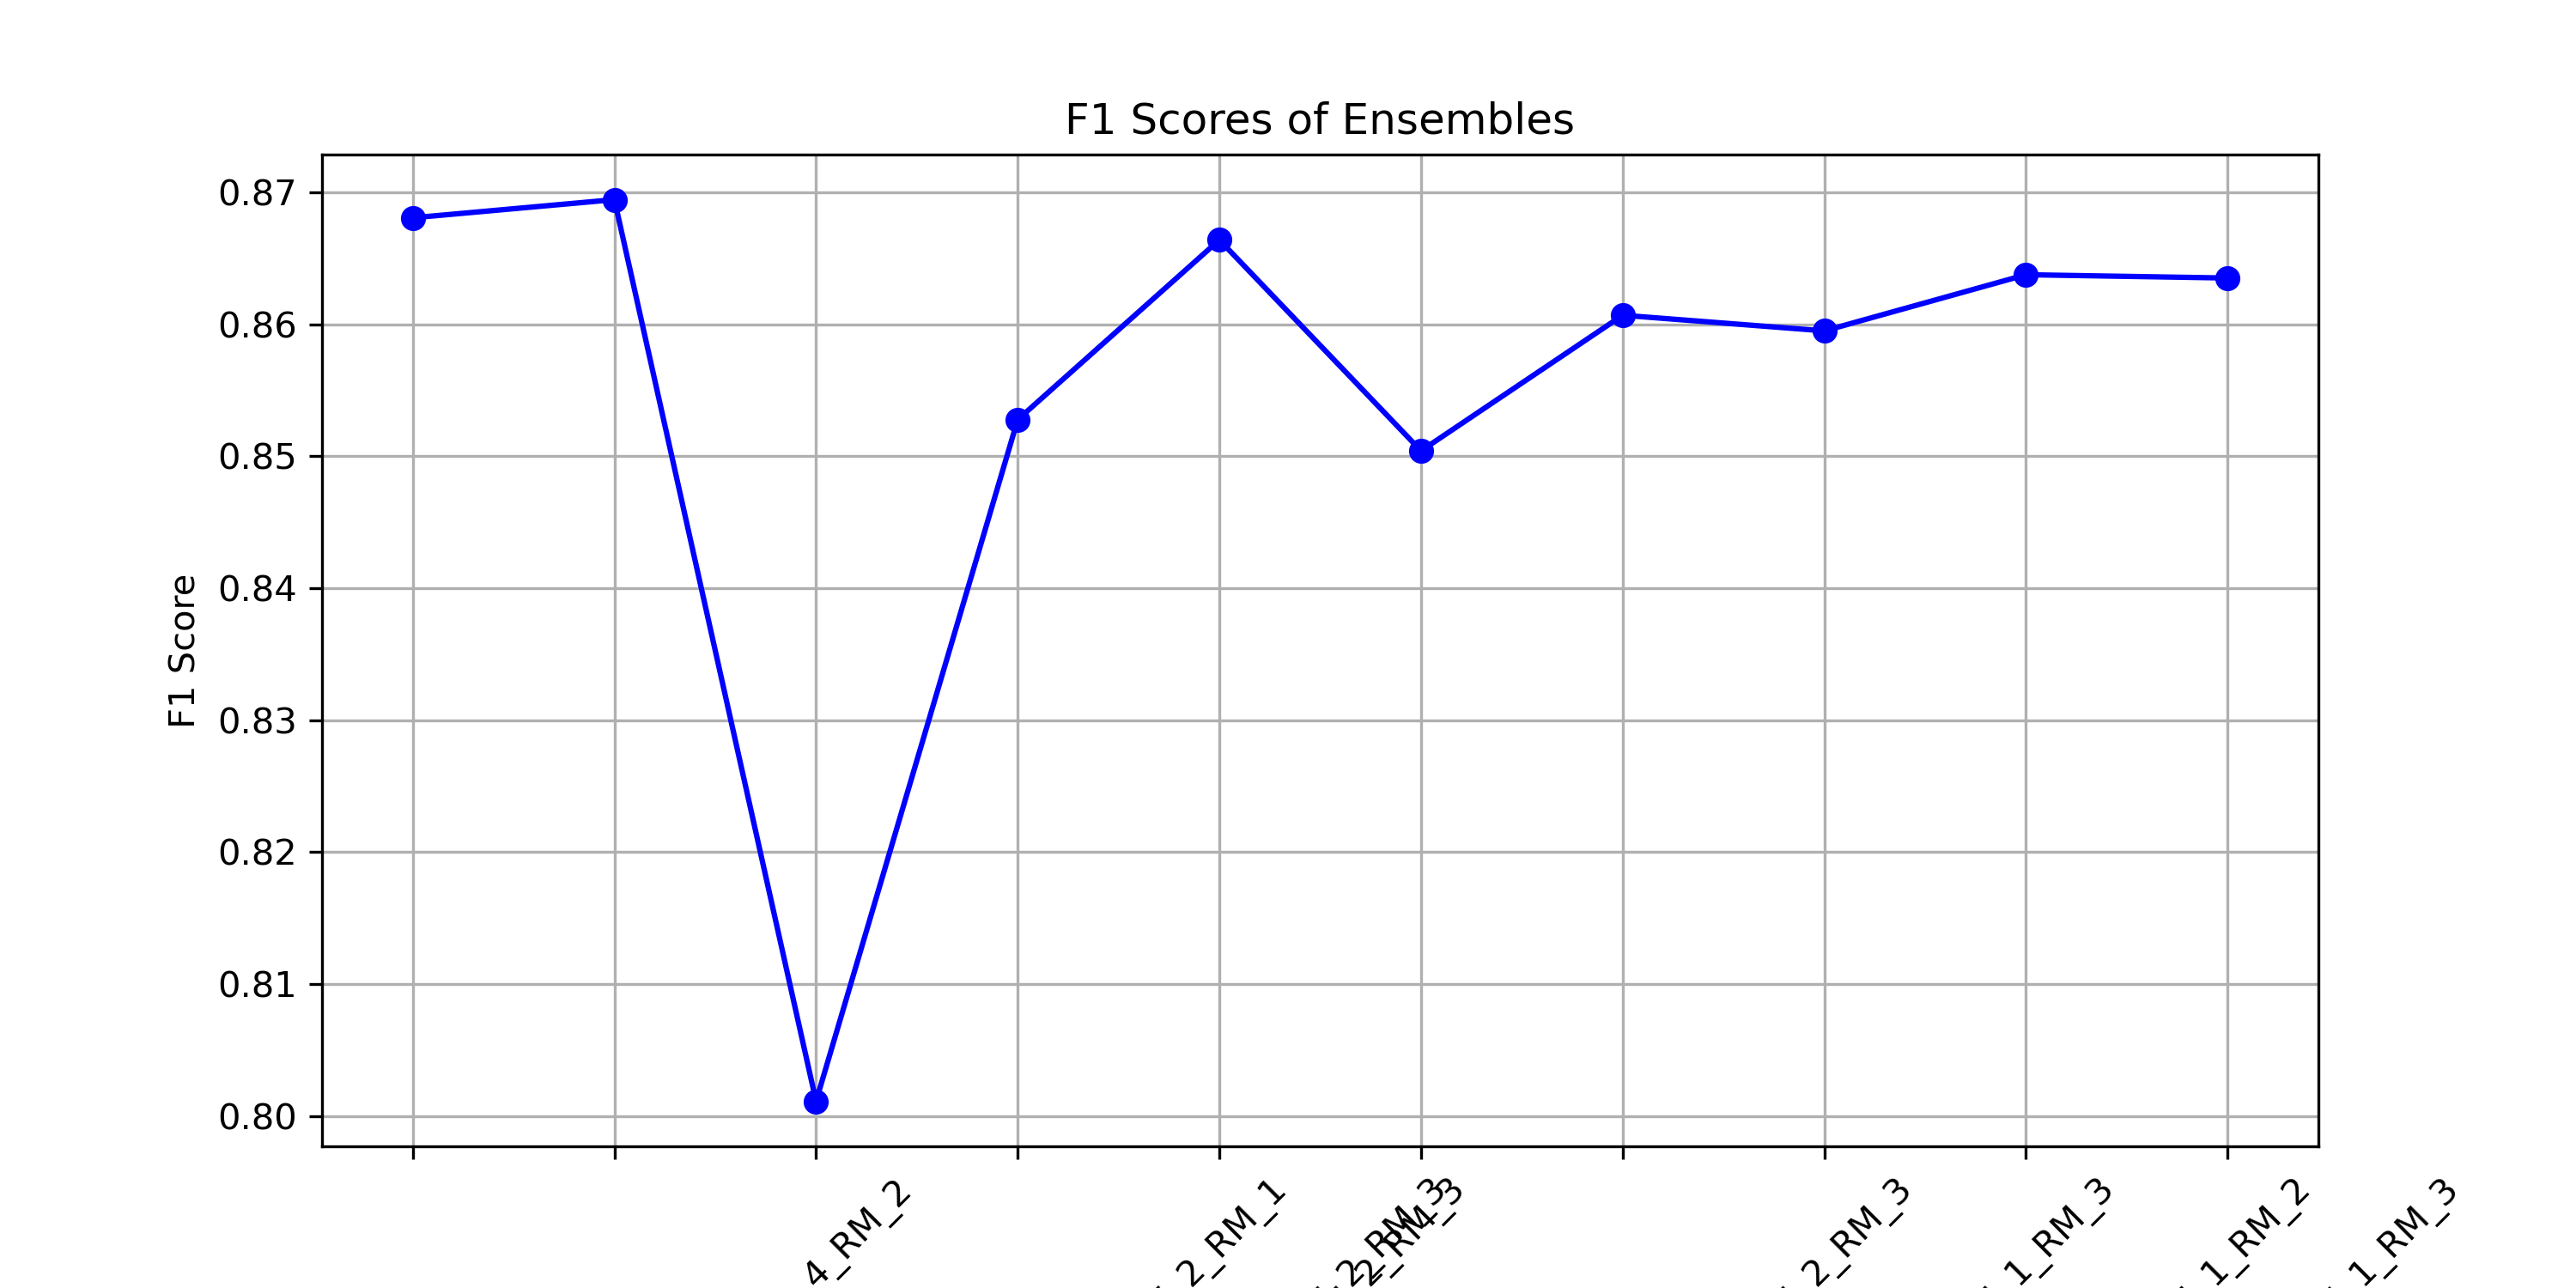 F1 Scores of Ensembles
F1 Score
0.87
0.86
0.85
0.84
0.83
0.82
0.81
0.80
4_RM_2
2_RM_1
2_RM_3
1_RM_3
1_RM_2
1_RM_3